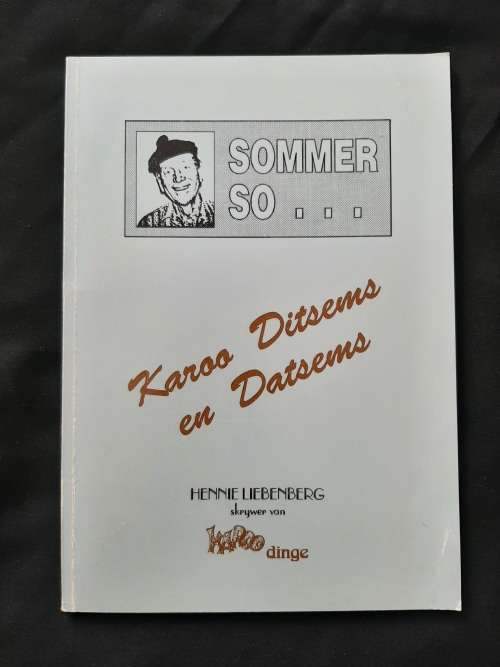 SOMMER
SO . . .
Karoo Ditsems
en Datsems
HENNIE LIEBENBERG
skrywer van
KAROO dinge